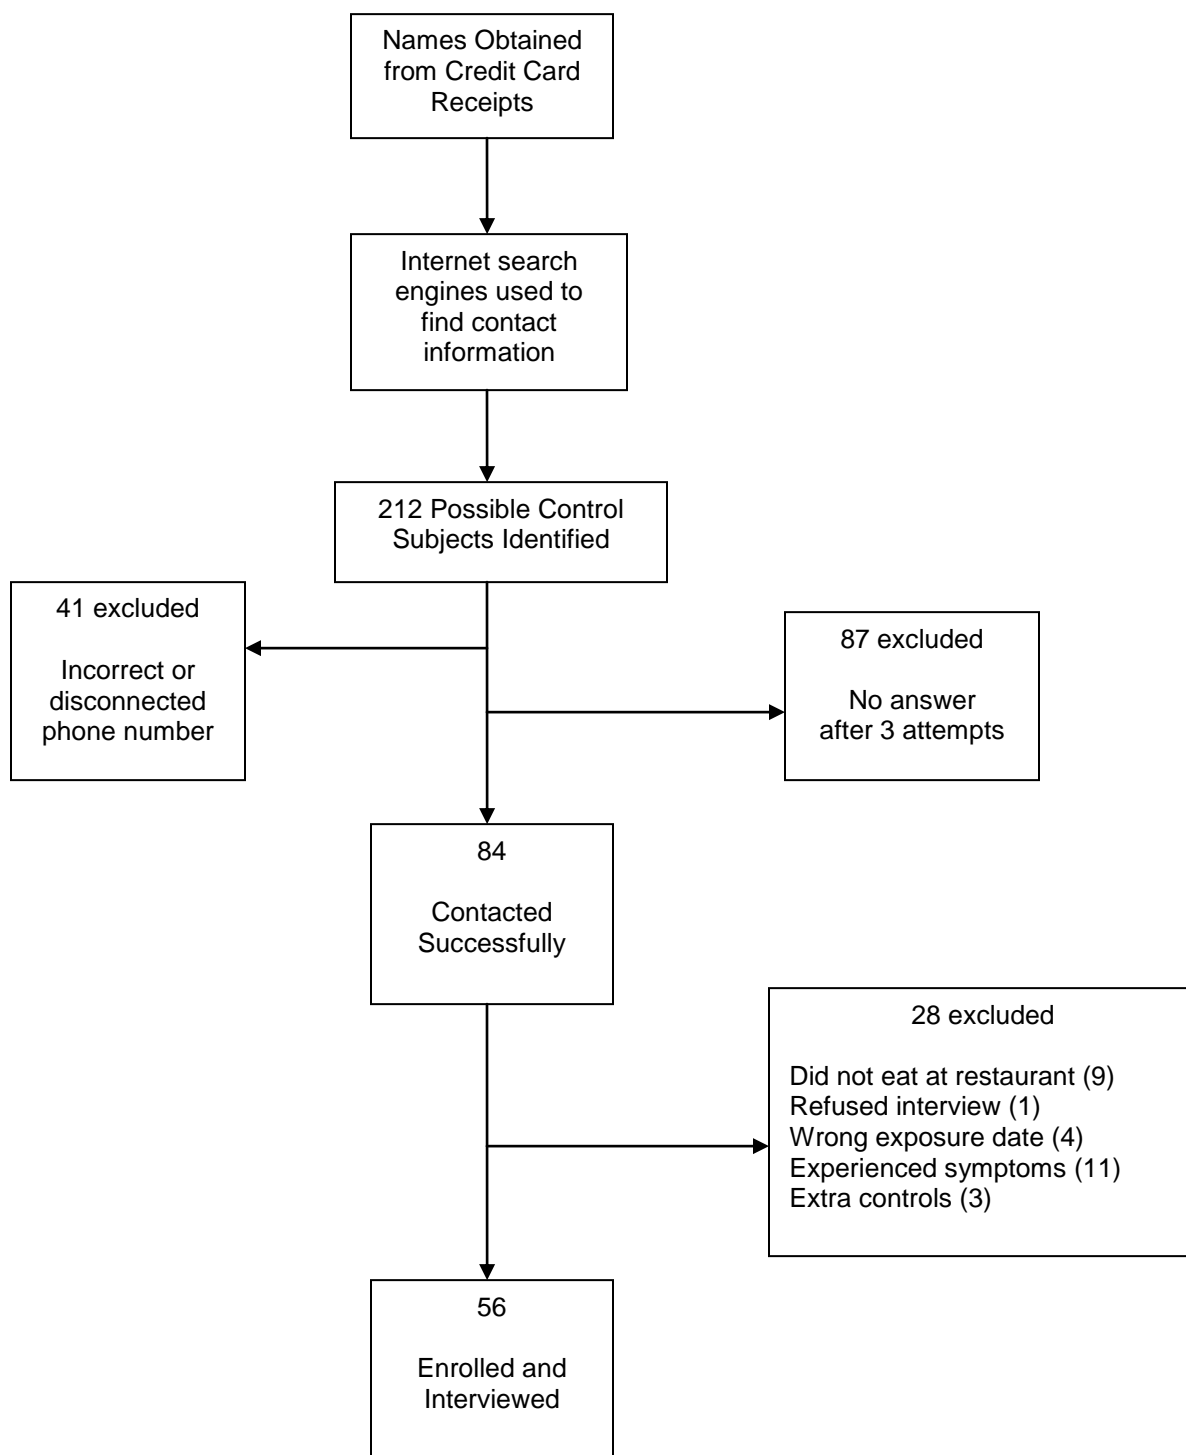 Names Obtained
from Credit Card
Receipts
Internet search
engines used to
find contact
information
212 Possible Control
Subjects Identified
41 excluded
Incorrect or
disconnected
phone number
87 excluded
No answer
after 3 attempts
84
Contacted
Successfully
28 excluded
Did not eat at restaurant (9)
Refused interview (1)
Wrong exposure date (4)
Experienced symptoms (11)
Extra controls (3)
56
Enrolled and
Interviewed